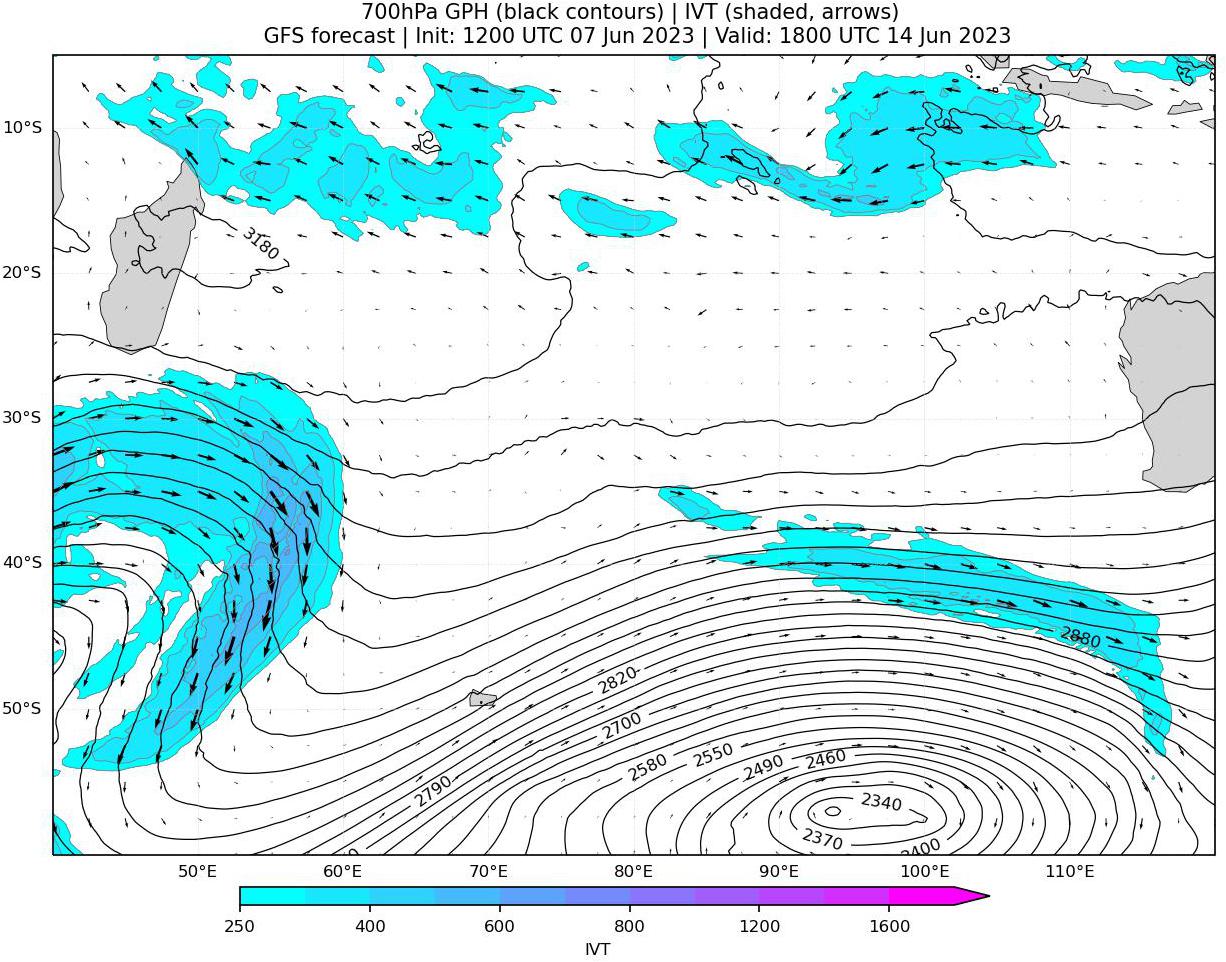 700hPa GPH (black contours) | IVT (shaded, arrows)
GFS forecast | Init: 1200 UTC 07 Jun 2023 | Valid: 1800 UTC 14 Jun 2023
10°S
3180
20°S
30°S
40°S
2880
2820
50°S
2700
2580
2550
2490
2460
2790
2340
2370
2400
50°E
60°E
70°E
80°E
90°E
100°E
110°E
250
400
600
800
1200
1600
IVT